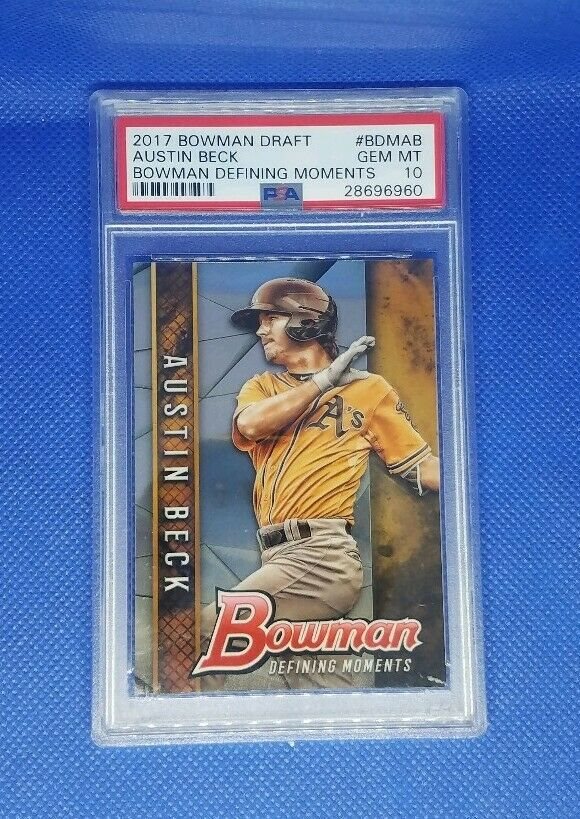 2017 BOWMAN DRAFT #BDMAB
AUSTIN BECK GEM MT
BOWMAN DEFINING MOMENTS 10
PSA 28696960
AUSTIN BECK
A's
Bowman
DEFINING MOMENTS